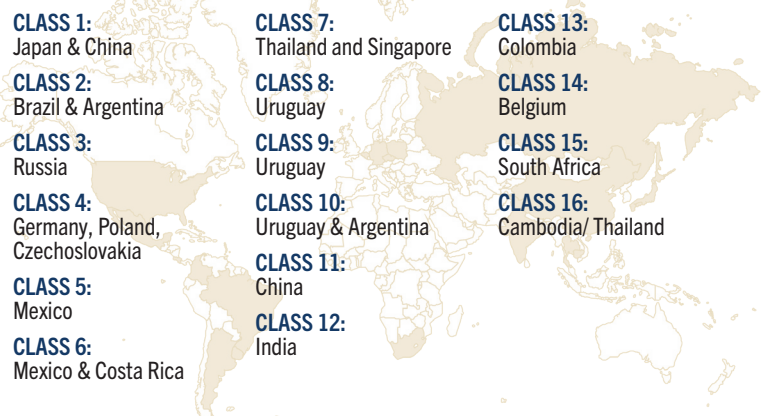 CLASS 1:
Japan & China
CLASS 2:
Brazil & Argentina
CLASS 3:
Russia
CLASS 4:
Germany, Poland,
Czechoslovakia
CLASS 5:
Mexico
CLASS 6:
Mexico & Costa Rica
CLASS 7:
Thailand and Singapore
CLASS 8:
Uruguay
CLASS 9:
Uruguay
CLASS 10:
Uruguay & Argentina
CLASS 11:
China
CLASS 12:
India
CLASS 13:
Colombia
CLASS 14:
Belgium
CLASS 15:
South Africa
CLASS 16:
Cambodia/ Thailand